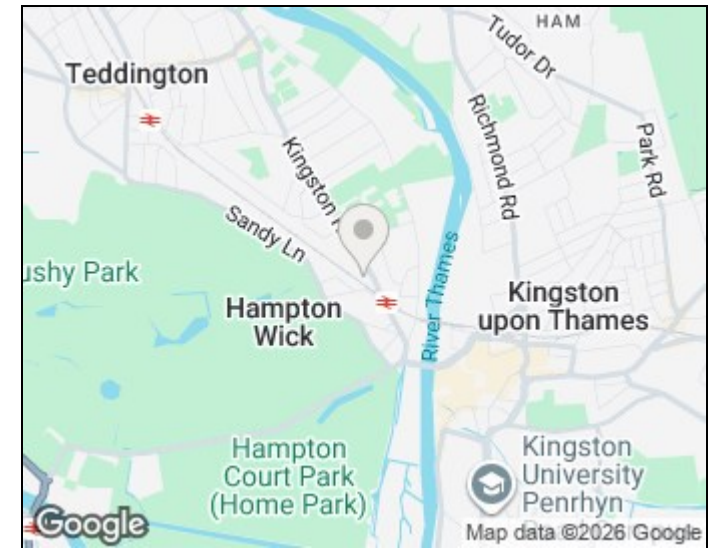 HAM
Tudor Dr
Teddington
Richmond Rd
Park Rd
Sandy Ln
River Thames
ushy Park
Hampton
Wick
Kingston
upon Thames
Hampton
Court Park
(Home Park)
Kingston
University
Penrhyn
Google
Map data ©2026 Google